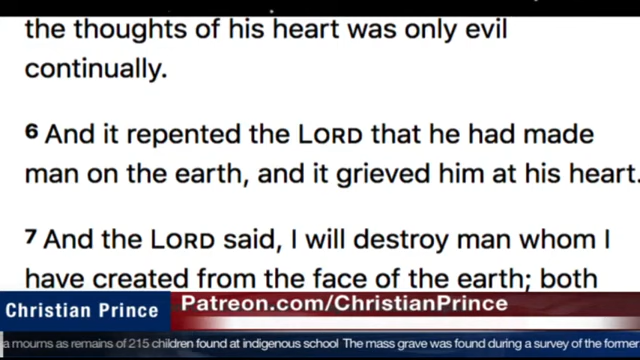 the thoughts of his heart was only evil
continually.
6 And it repented the LORD that he had made
man on the earth, and it grieved him at his heart.
7 And the LORD said, I will destroy man whom I
have created from the face of the earth; both
Christian Prince
Patreon.com/ChristianPrince
a mourns as remains of 215 children found at indigenous school The mass grave was found during a survey of the former